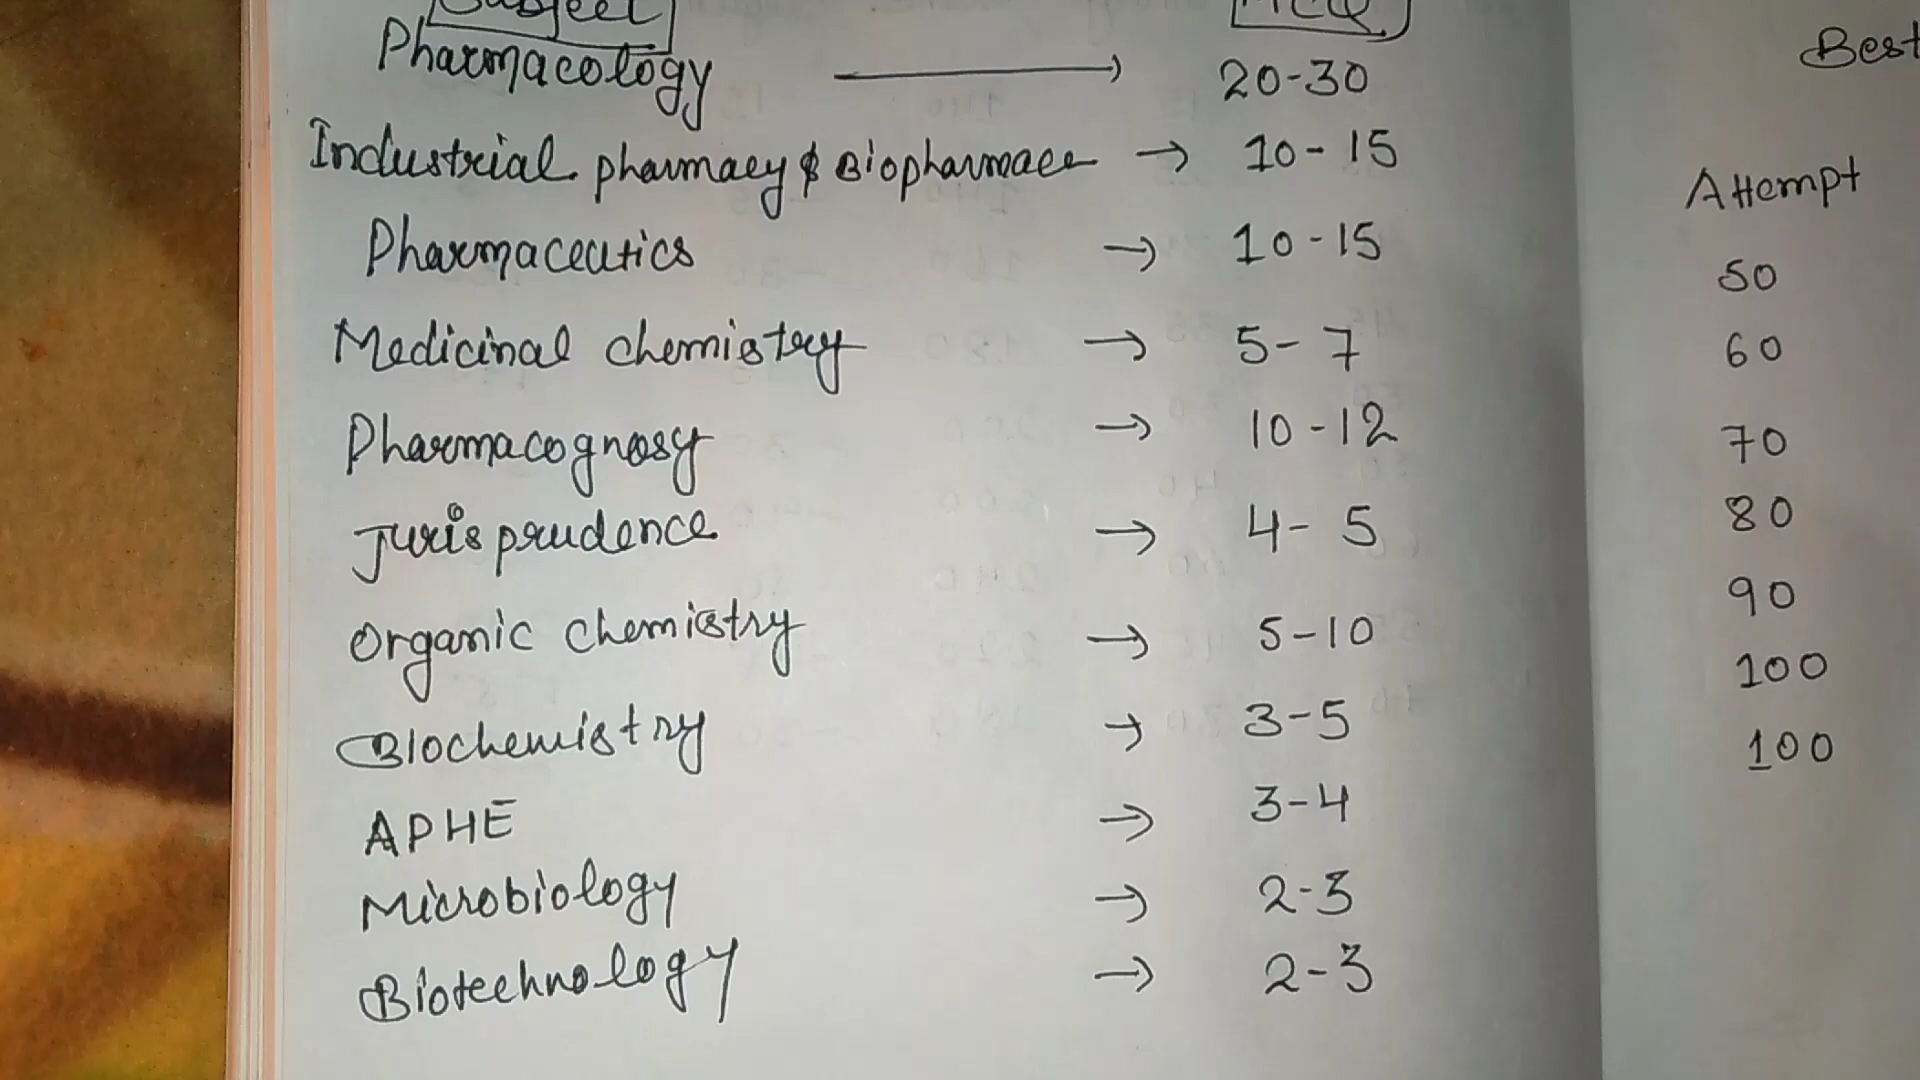 Subject MCQ
Pharmacology → 20-30
Industrial pharmacy & Biopharmace → 10-15
Pharmaceutics → 10-15
Medicinal chemistry → 5-7
Pharmacognosy → 10-12
Jurisprudence → 4-5
Organic chemistry → 5-10
Biochemistry → 3-5
APHE → 3-4
Microbiology → 2-3
Biotechnology → 2-3
Best
Attempt
50
60
70
80
90
100
100